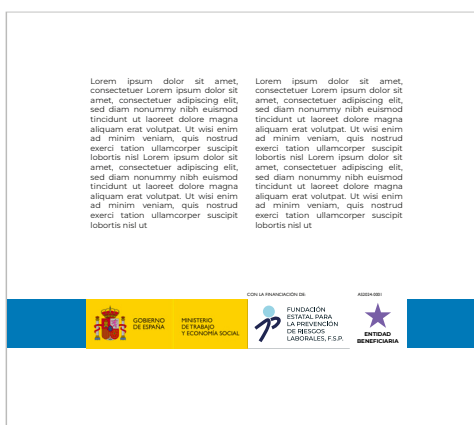 Lorem ipsum dolor sit amet,
consectetuer Lorem ipsum dolor sit
amet, consectetuer adipiscing elit,
sed diam nonummy nibh euismod
tincidunt ut laoreet dolore magna
aliquam erat volutpat. Ut wisi enim
ad minim veniam, quis nostrud
exerci tation ullamcorper suscipit
lobortis nisl Lorem ipsum dolor sit
amet, consectetuer adipiscing elit,
sed diam nonummy nibh euismod
tincidunt ut laoreet dolore magna
aliquam erat volutpat. Ut wisi enim
ad minim veniam, quis nostrud
exerci tation ullamcorper suscipit
lobortis nisl ut
Lorem ipsum dolor sit amet,
consectetuer Lorem ipsum dolor sit
amet, consectetuer adipiscing elit,
sed diam nonummy nibh euismod
tincidunt ut laoreet dolore magna
aliquam erat volutpat. Ut wisi enim
ad minim veniam, quis nostrud
exerci tation ullamcorper suscipit
lobortis nisl Lorem ipsum dolor sit
amet, consectetuer adipiscing elit,
sed diam nonummy nibh euismod
tincidunt ut laoreet dolore magna
aliquam erat volutpat. Ut wisi enim
ad minim veniam, quis nostrud
exerci tation ullamcorper suscipit
lobortis nisl ut
CON LA FINANCIACIÓN DE:
AS2024-0001
GOBIERNO
DE ESPAÑA
MINISTERIO
DE TRABAJO
Y ECONOMÍA SOCIAL
FUNDACIÓN
ESTATAL PARA
LA PREVENCIÓN
DE RIESGOS
LABORALES, F.S.P.
ENTIDAD
BENEFICIARIA